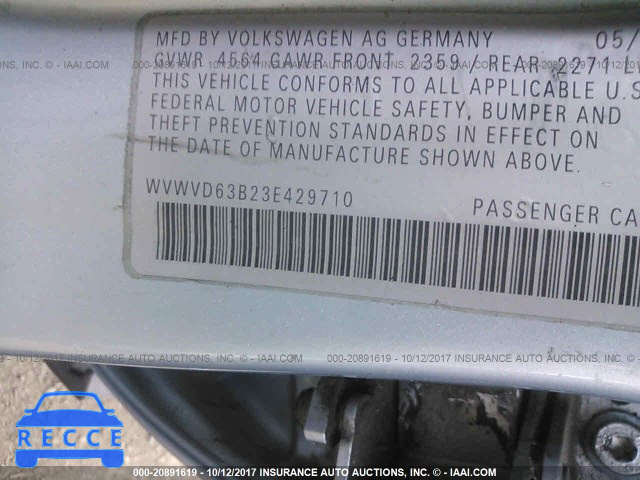 MFD BY VOLKSWAGEN AG GERMANY 05/
GVWR 4564 GAWR FRONT 2359 REAR 2271 L
THIS VEHICLE CONFORMS TO ALL APPLICABLE U.S
FEDERAL MOTOR VEHICLE SAFETY, BUMPER AND
THEFT PREVENTION STANDARDS IN EFFECT ON
THE DATE OF MANUFACTURE SHOWN ABOVE.
WVWVD63B23E429710
PASSENGER CA
000-20891619 - 10/12/2017 INSURANCE AUTO AUCTIONS, INC. - © IAAI.COM
RECCE
000-20891619 - 10/12/2017 INSURANCE AUTO AUCTIONS, INC. - WWW.IAAI.COM